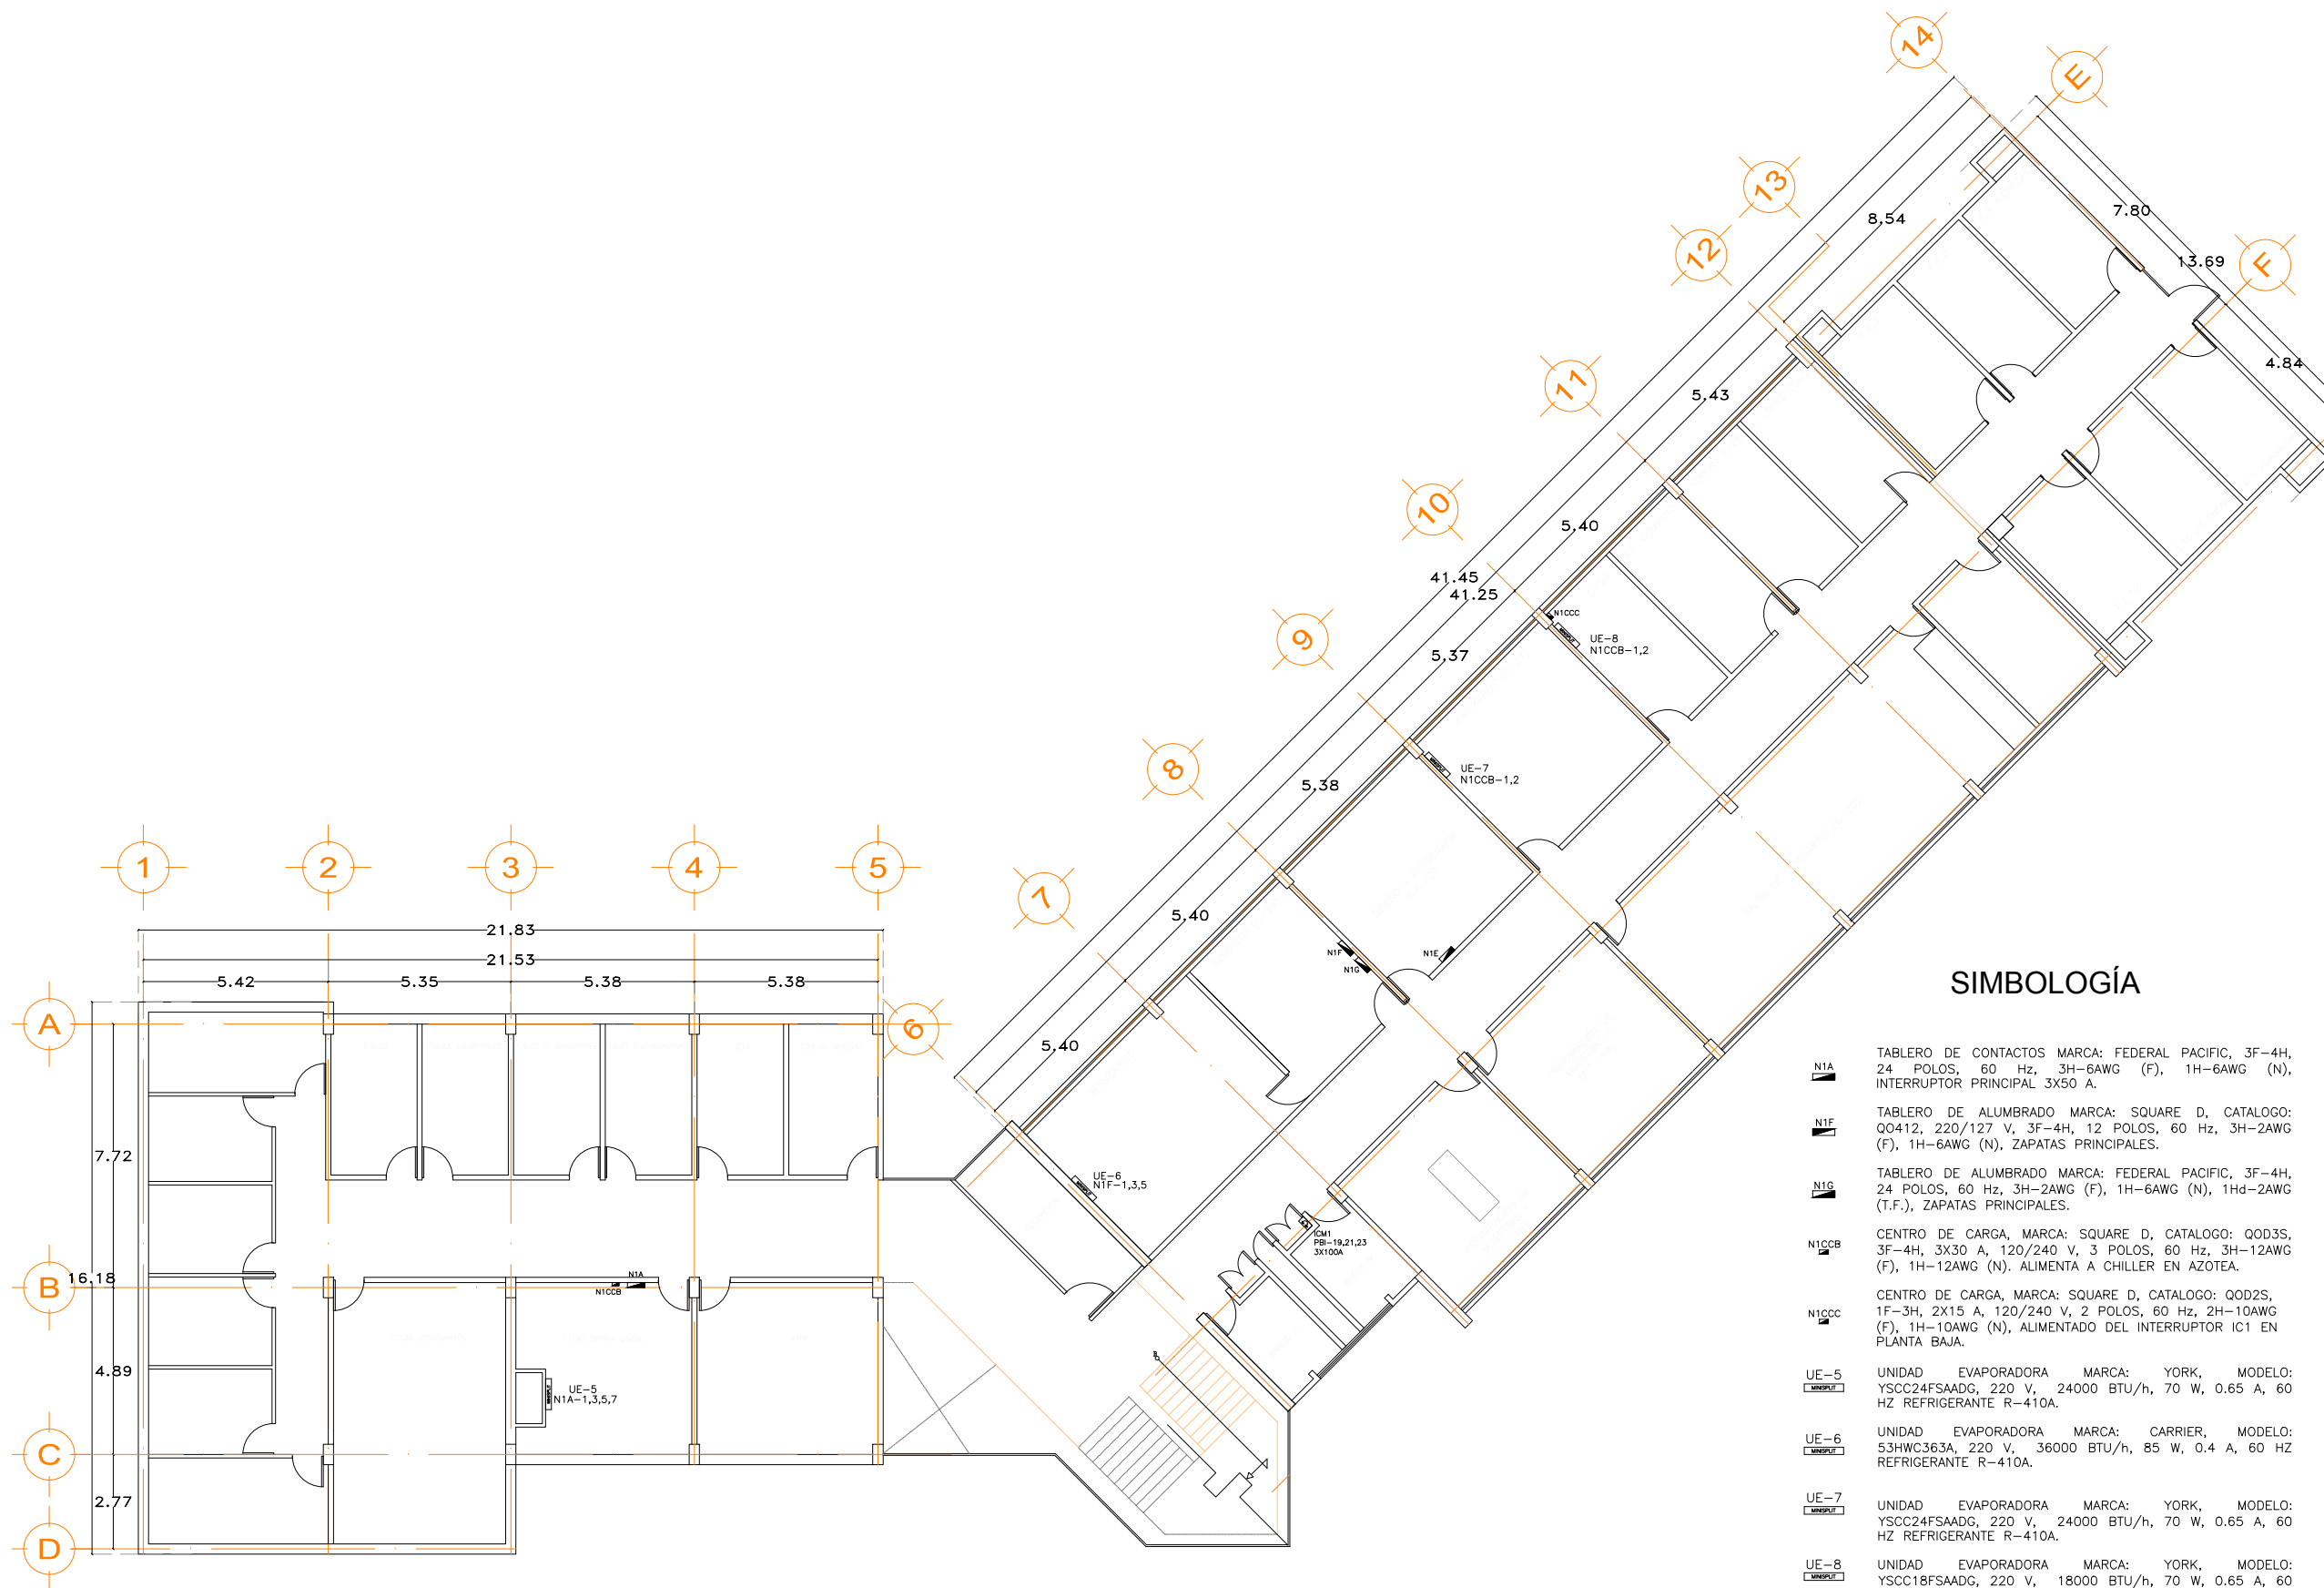 14
E
13
12
F
8.54
7.80
13.69
4.84
11
5.43
10
5.40
41.45
41.25
9
5.37
N1CCC
MINISPLIT
UE-8
N1CCB-1,2
8
5.38
MINISPLIT
UE-7
N1CCB-1,2
7
5.40
N1F
N1G
N1E
1
2
3
4
5
21.83
21.53
5.42
5.35
5.38
5.38
A
6
5.40
7.72
MINISPLIT
UE-6
N1F-1,3,5
ICM1
PBI-19,21,23
3X100A
B
16.18
N1A
N1CCB
4.89
MINISPLIT
UE-5
N1A-1,3,5,7
B
C
2.77
D
SIMBOLOGÍA
N1A
TABLERO DE CONTACTOS MARCA: FEDERAL PACIFIC, 3F-4H,
24 POLOS, 60 Hz, 3H-6AWG (F), 1H-6AWG (N),
INTERRUPTOR PRINCIPAL 3X50 A.
N1F
TABLERO DE ALUMBRADO MARCA: SQUARE D, CATALOGO:
QO412, 220/127 V, 3F-4H, 12 POLOS, 60 Hz, 3H-2AWG
(F), 1H-6AWG (N), ZAPATAS PRINCIPALES.
N1G
TABLERO DE ALUMBRADO MARCA: FEDERAL PACIFIC, 3F-4H,
24 POLOS, 60 Hz, 3H-2AWG (F), 1H-6AWG (N), 1Hd-2AWG
(T.F.), ZAPATAS PRINCIPALES.
N1CCB
CENTRO DE CARGA, MARCA: SQUARE D, CATALOGO: QOD3S,
3F-4H, 3X30 A, 120/240 V, 3 POLOS, 60 Hz, 3H-12AWG
(F), 1H-12AWG (N). ALIMENTA A CHILLER EN AZOTEA.
N1CCC
CENTRO DE CARGA, MARCA: SQUARE D, CATALOGO: QOD2S,
1F-3H, 2X15 A, 120/240 V, 2 POLOS, 60 Hz, 2H-10AWG
(F), 1H-10AWG (N), ALIMENTADO DEL INTERRUPTOR IC1 EN
PLANTA BAJA.
UE-5
MINISPLIT
UNIDAD EVAPORADORA MARCA: YORK, MODELO:
YSCC24FSAADG, 220 V, 24000 BTU/h, 70 W, 0.65 A, 60
HZ REFRIGERANTE R-410A.
UE-6
MINISPLIT
UNIDAD EVAPORADORA MARCA: CARRIER, MODELO:
53HWC363A, 220 V, 36000 BTU/h, 85 W, 0.4 A, 60 HZ
REFRIGERANTE R-410A.
UE-7
MINISPLIT
UNIDAD EVAPORADORA MARCA: YORK, MODELO:
YSCC24FSAADG, 220 V, 24000 BTU/h, 70 W, 0.65 A, 60
HZ REFRIGERANTE R-410A.
UE-8
MINISPLIT
UNIDAD EVAPORADORA MARCA: YORK, MODELO:
YSCC18FSAADG, 220 V, 18000 BTU/h, 70 W, 0.65 A, 60